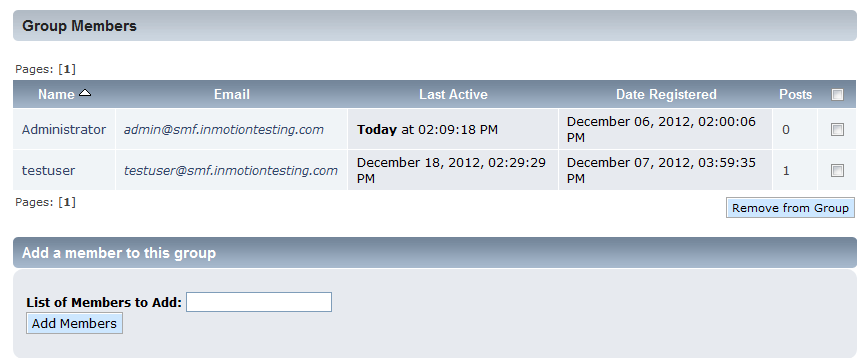 Group Members
Pages: [1]
Name Email Last Active Date Registered Posts
Administrator admin@smf.inmotiontesting.com Today at 02:09:18 PM December 06, 2012, 02:00:06 PM 0
testuser testuser@smf.inmotiontesting.com December 18, 2012, 02:29:29 PM December 07, 2012, 03:59:35 PM 1
Pages: [1]
Remove from Group
Add a member to this group
List of Members to Add:
Add Members